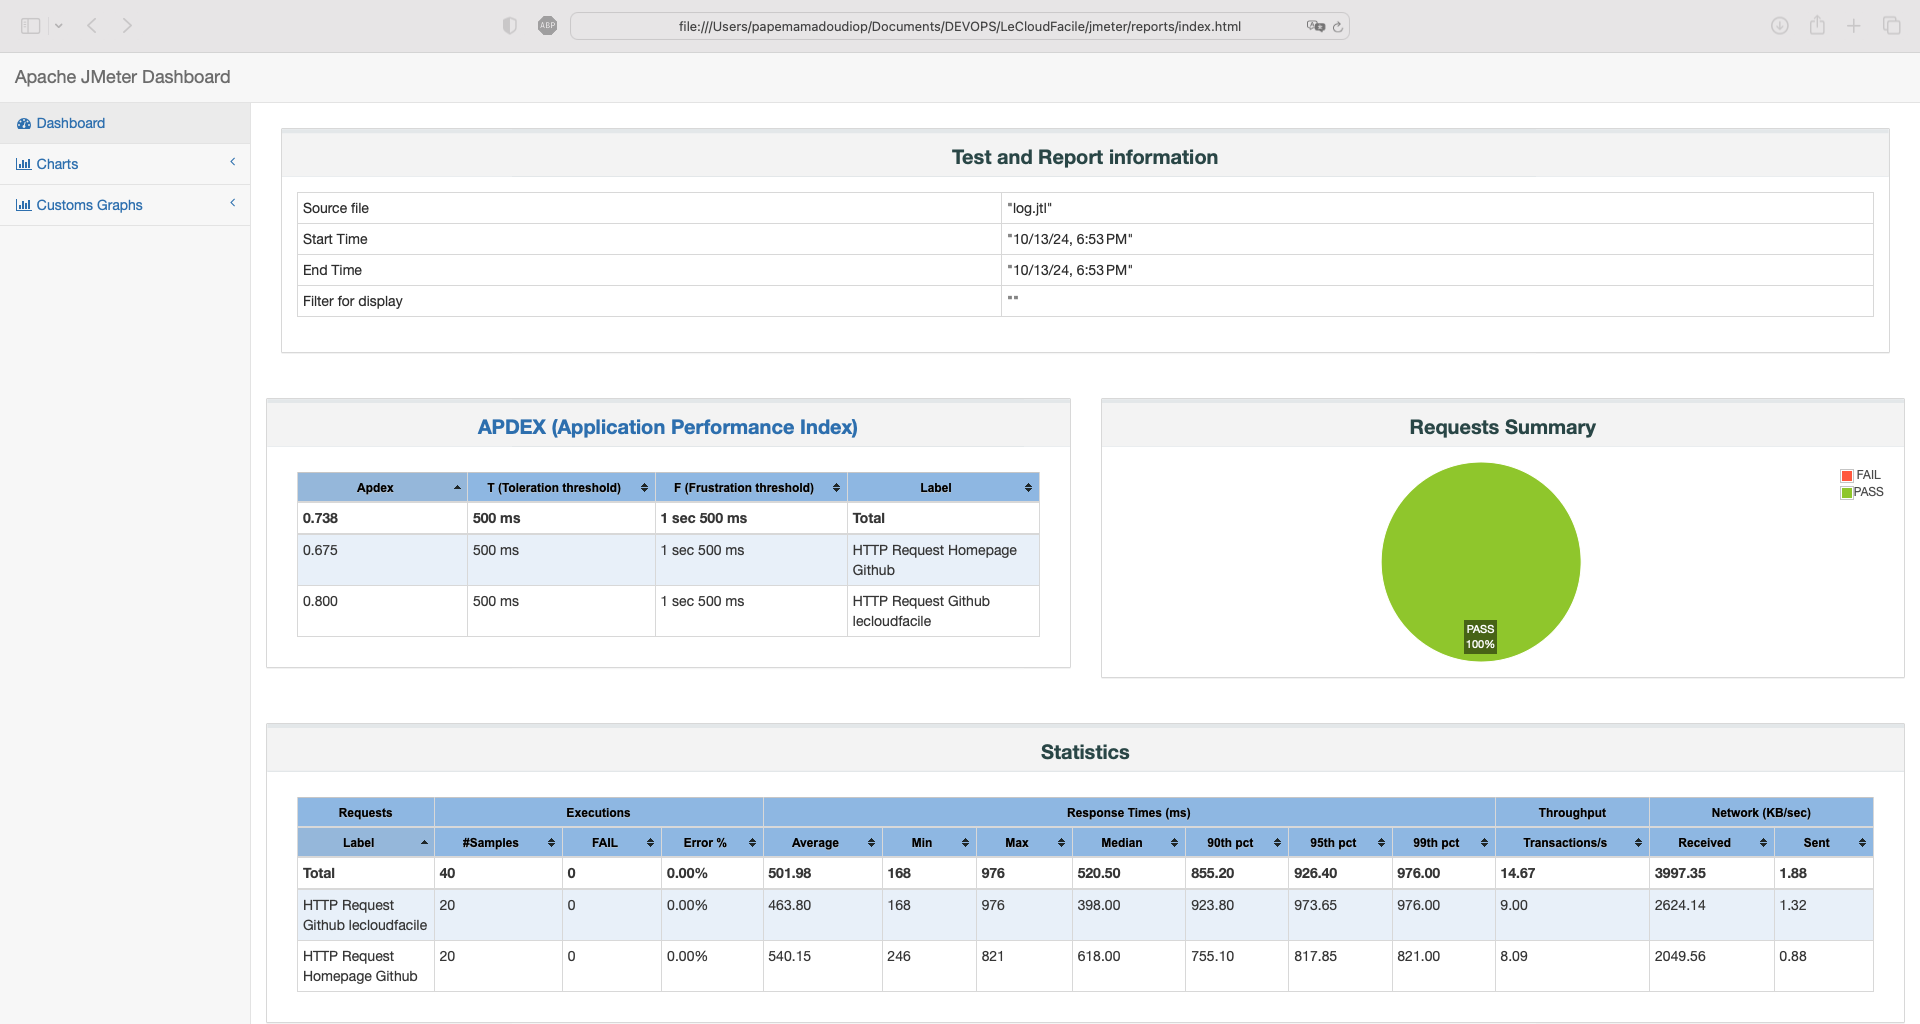 ABP
file:///Users/papemamadoudiop/Documents/DEVOPS/LeCloudFacile/jmeter/reports/index.html
Apache JMeter Dashboard
Dashboard
Charts
Customs Graphs
Test and Report information
Source file "log.jtl"
Start Time "10/13/24, 6:53 PM"
End Time "10/13/24, 6:53 PM"
Filter for display ""
APDEX (Application Performance Index)
Apdex T (Toleration threshold) F (Frustration threshold) Label
0.738 500 ms 1 sec 500 ms Total
0.675 500 ms 1 sec 500 ms HTTP Request Homepage
Github
0.800 500 ms 1 sec 500 ms HTTP Request Github
lecloudfacile
Requests Summary
FAIL
PASS
PASS
100%
Statistics
Requests Executions Response Times (ms) Throughput Network (KB/sec)
Label #Samples FAIL Error % Average Min Max Median 90th pct 95th pct 99th pct Transactions/s Received Sent
Total 40 0 0.00% 501.98 168 976 520.50 855.20 926.40 976.00 14.67 3997.35 1.88
HTTP Request 20 0 0.00% 463.80 168 976 398.00 923.80 973.65 976.00 9.00 2624.14 1.32
Github lecloudfacile
HTTP Request 20 0 0.00% 540.15 246 821 618.00 755.10 817.85 821.00 8.09 2049.56 0.88
Homepage Github